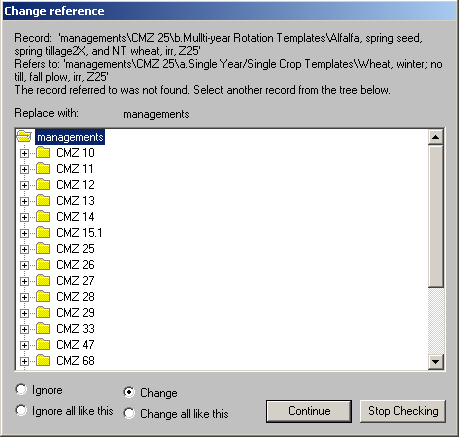 Change reference
Record: 'managements\CMZ 25\b.Mullti-year Rotation Templates\Alfalfa, spring seed,
spring tillage2X, and NT wheat, irr, Z25'
Refers to: 'managements\CMZ 25\a.Single Year/Single Crop Templates\Wheat, winter; no
till, fall plow, irr, Z25'
The record referred to was not found. Select another record from the tree below.
Replace with: managements
managements
CMZ 10
CMZ 11
CMZ 12
CMZ 13
CMZ 14
CMZ 15.1
CMZ 25
CMZ 26
CMZ 27
CMZ 28
CMZ 29
CMZ 33
CMZ 47
CMZ 68
Ignore
Change
Ignore all like this
Change all like this
Continue
Stop Checking